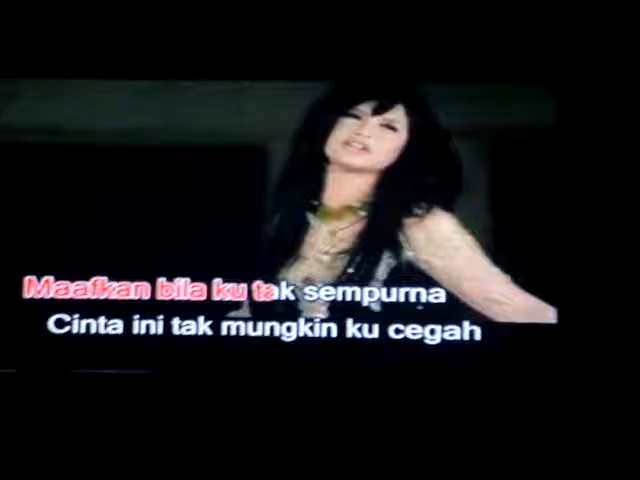 Maafkan bila ku tak sempurna
Cinta ini tak mungkin ku cegah